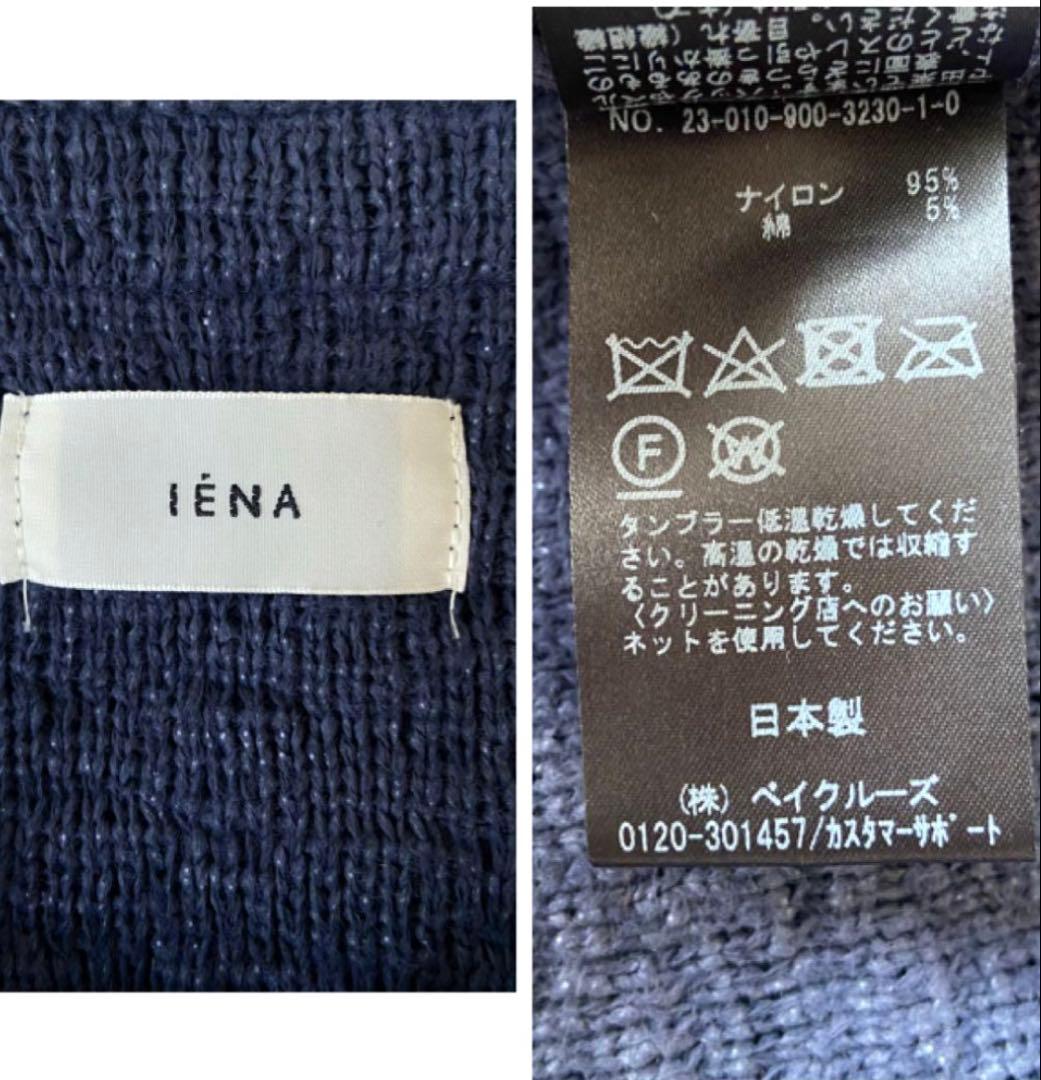 IÉNA
NO. 23-010-900-3230-1-0
ナイロン 95%
綿 5%
F
W
タンブラー低温乾燥してくだ
さい。高温の乾燥では収縮す
ることがあります。
〈クリーニング店へのお願い〉
ネットを使用してください。
日本製
(株) ベイクルーズ
0120-301457/カスタマーサポート